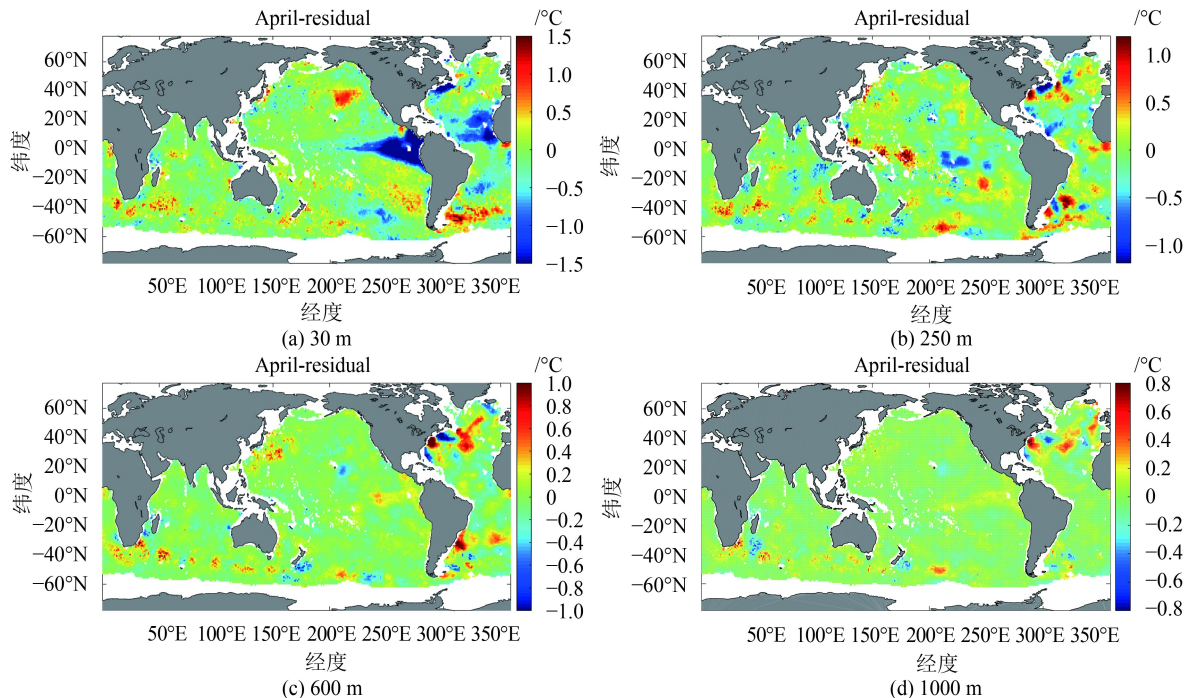 April-residual /°C
60°N
40°N
20°N
0°N
−20°N
−40°N
−60°N
纬度
1.5
1.0
0.5
0
−0.5
−1.0
−1.5
50°E 100°E 150°E 200°E 250°E 300°E 350°E
经度
(a) 30 m
April-residual /°C
60°N
40°N
20°N
0°N
−20°N
−40°N
−60°N
纬度
1.0
0.5
0
−0.5
−1.0
50°E 100°E 150°E 200°E 250°E 300°E 350°E
经度
(b) 250 m
April-residual /°C
60°N
40°N
20°N
0°N
−20°N
−40°N
−60°N
纬度
1.0
0.8
0.6
0.4
0.2
0
−0.2
−0.4
−0.6
−0.8
−1.0
50°E 100°E 150°E 200°E 250°E 300°E 350°E
经度
(c) 600 m
April-residual /°C
60°N
40°N
20°N
0°N
−20°N
−40°N
−60°N
纬度
0.8
0.6
0.4
0.2
0
−0.2
−0.4
−0.6
−0.8
50°E 100°E 150°E 200°E 250°E 300°E 350°E
经度
(d) 1000 m